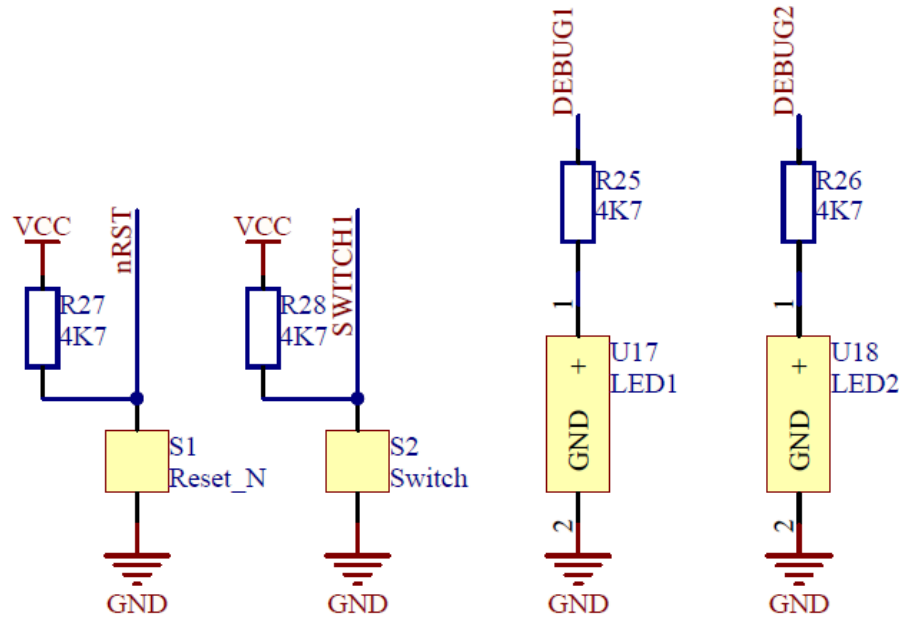 VCC
nRST
R27
4K7
S1
Reset_N
GND
VCC
SWITCH1
R28
4K7
S2
Switch
GND
DEBUG1
R25
4K7
1
+
GND
U17
LED1
2
GND
DEBUG2
R26
4K7
1
+
GND
U18
LED2
2
GND